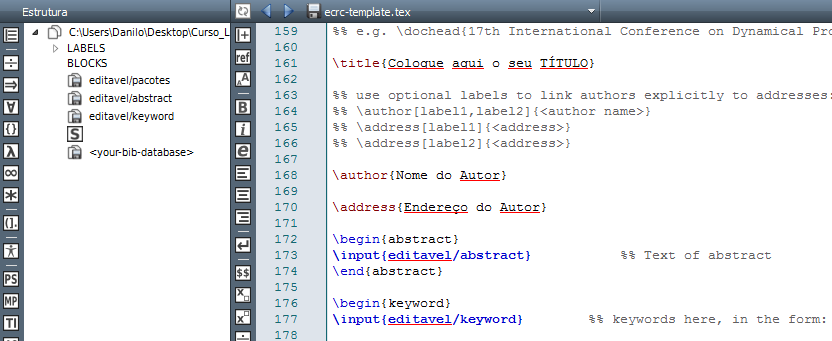 Estrutura
C:\Users\Danilo\Desktop\Curso_L
LABELS
BLOCKS
editavel/pacotes
editavel/abstract
editavel/keyword
S
<your-bib-database>
ref
AA
B
i
e
$$
PS
MP
TI
ecrc-template.tex
159 %% e.g. \dochead{17th International Conference on Dynamical Pro
160
161 \title{Coloque aqui o seu TÍTULO}
162
163 %% use optional labels to link authors explicitly to addresses:
164 %% \author[label1,label2]{<author name>}
165 %% \address[label1]{<address>}
166 %% \address[label2]{<address>}
167
168 \author{Nome do Autor}
169
170 \address{Endereço do Autor}
171
172 \begin{abstract}
173 \input{editavel/abstract} %% Text of abstract
174 \end{abstract}
175
176 \begin{keyword}
177 \input{editavel/keyword} %% keywords here, in the form:
178